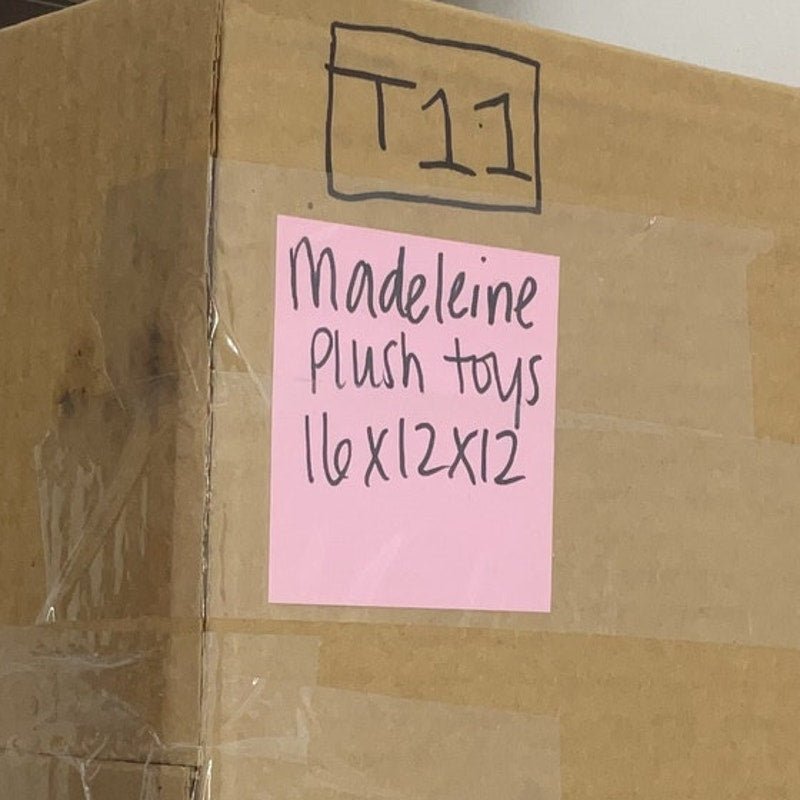 T11
Madeleine
Plush toys
16x12x12